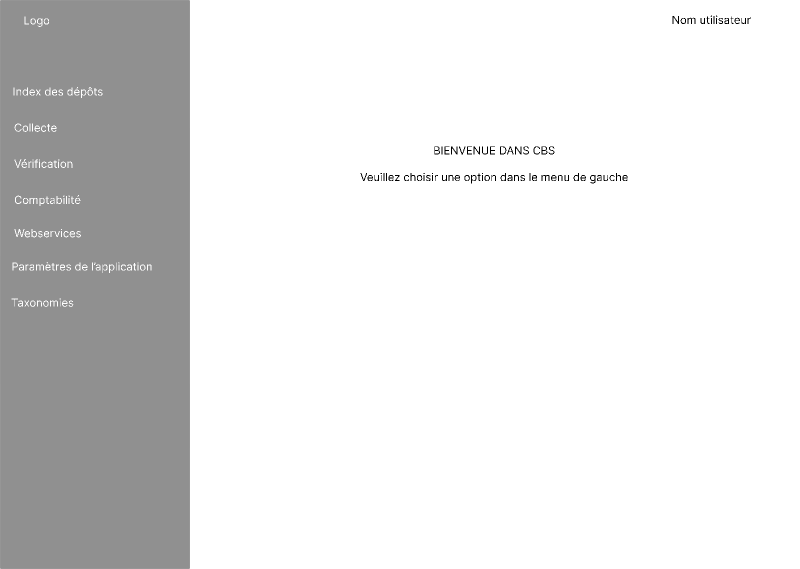 Logo
Nom utilisateur
Index des dépôts
Collecte
Vérification
Comptabilité
Webservices
Paramètres de l'application
Taxonomies
BIENVENUE DANS CBS
Veuillez choisir une option dans le menu de gauche